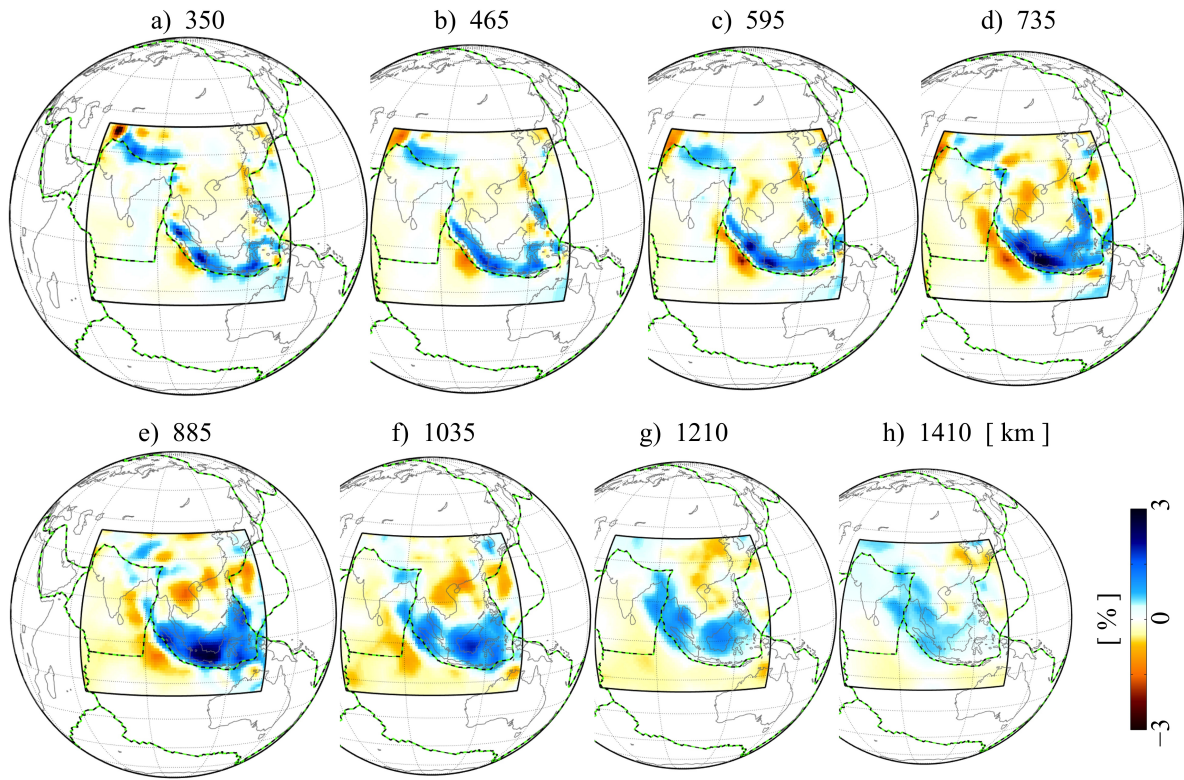 a) 350
b) 465
c) 595
d) 735
e) 885
f) 1035
g) 1210
h) 1410 [ km ]
3
0
−3
[ % ]